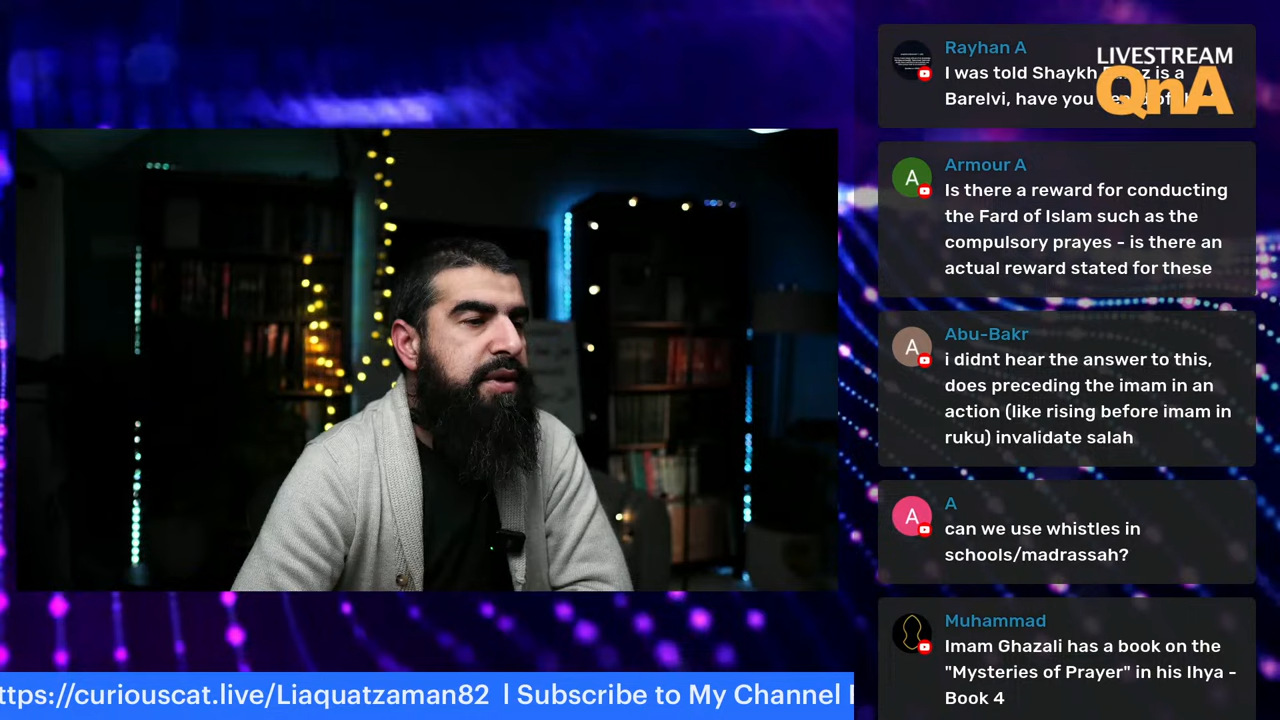 Rayhan A
I was told Shaykh is a
Barelvi, have you
LIVESTREAM
QnA
Armour A
Is there a reward for conducting
the Fard of Islam such as the
compulsory prayes - is there an
actual reward stated for these
Abu-Bakr
i didnt hear the answer to this,
does preceding the imam in an
action (like rising before imam in
ruku) invalidate salah
A
can we use whistles in
schools/madrassah?
Muhammad
Imam Ghazali has a book on the
"Mysteries of Prayer" in his Ihya -
Book 4
ttps://curiouscat.live/Liaquatzaman82 | Subscribe to My Channel